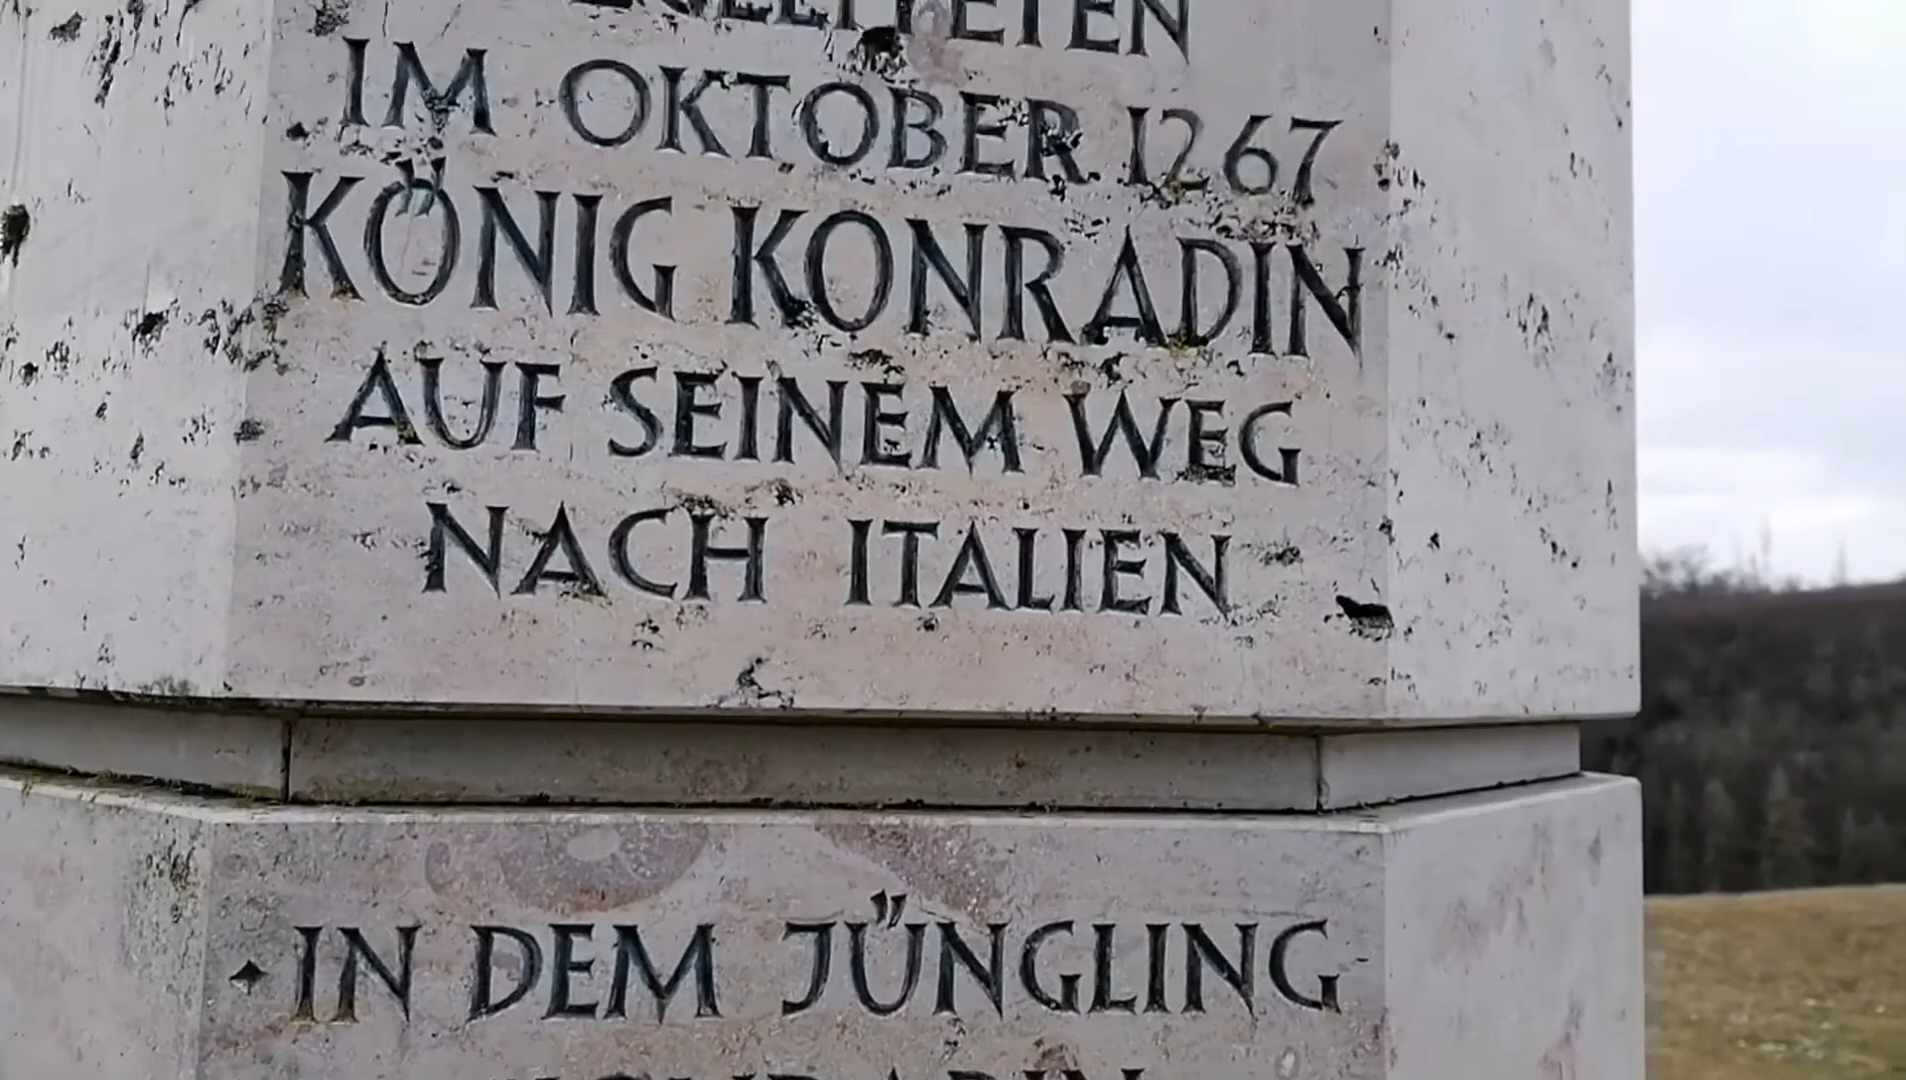 IM OKTOBER 1267
KÖNIG KONRADIN
AUF SEINEM WEG
NACH ITALIEN
IN DEM JÜNGLING